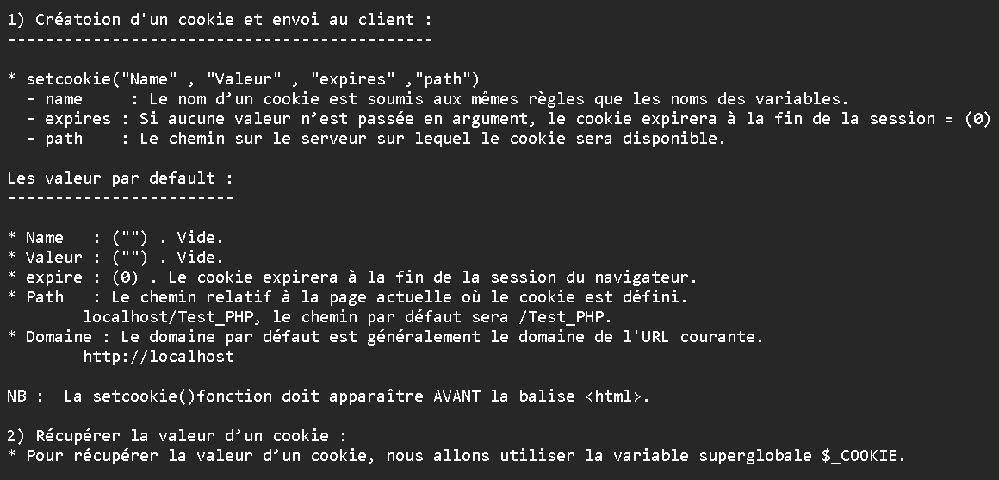 1) Créatoion d'un cookie et envoi au client :
---------------------------------------------
* setcookie("Name" , "Valeur" , "expires" ,"path")
- name : Le nom d’un cookie est soumis aux mêmes règles que les noms des variables.
- expires : Si aucune valeur n’est passée en argument, le cookie expirera à la fin de la session = (0)
- path : Le chemin sur le serveur sur lequel le cookie sera disponible.
Les valeur par default :
------------------------
* Name : ("") . Vide.
* Valeur : ("") . Vide.
* expire : (0) . Le cookie expirera à la fin de la session du navigateur.
* Path : Le chemin relatif à la page actuelle où le cookie est défini.
localhost/Test_PHP, le chemin par défaut sera /Test_PHP.
* Domaine : Le domaine par défaut est généralement le domaine de l'URL courante.
http://localhost
NB : La setcookie()fonction doit apparaître AVANT la balise <html>.
2) Récupérer la valeur d’un cookie :
* Pour récupérer la valeur d’un cookie, nous allons utiliser la variable superglobale $_COOKIE.